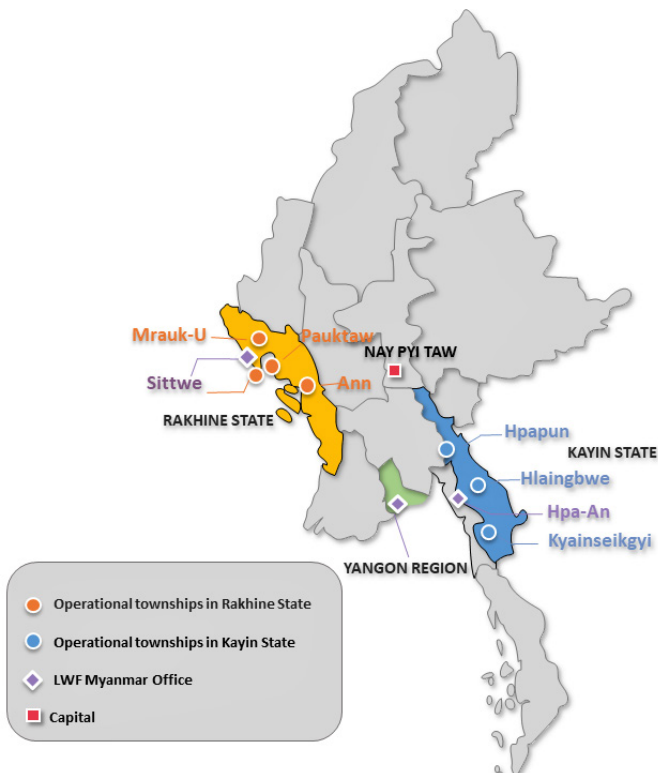 Mrauk-U
Pauktaw
NAY PYI TAW
Sittwe
Ann
RAKHINE STATE
Hpapun
KAYIN STATE
Hlaingbwe
Hpa-An
Kyainseikgyi
YANGON REGION
Operational townships in Rakhine State
Operational townships in Kayin State
LWF Myanmar Office
Capital